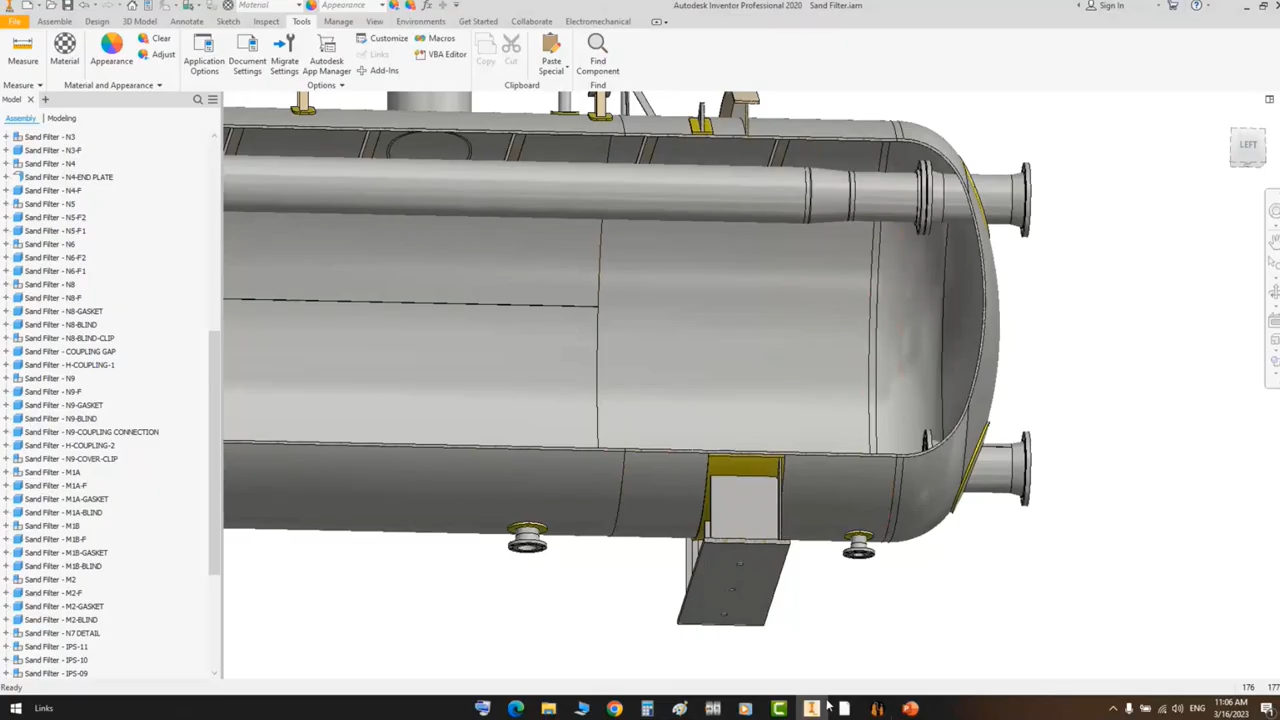 Material
Appearance
Autodesk Inventor Professional 2020 Sand Filter.iam
Sign In
File Assembly Design 3D Model Annotate Sketch Inspect Tools Manage View Environments Get Started Collaborate Electromechanical
Measure
Material
Appearance
Clear
Adjust
Application Options
Document Settings
Migrate Settings
Autodesk App Manager
Customize
Links
Add-Ins
Macros
VBA Editor
Copy
Cut
Paste Special
Find Component
Measure
Material and Appearance
Options
Clipboard
Find
Model
Assembly Modeling
Sand Filter - N3
Sand Filter - N3-F
Sand Filter - N4
Sand Filter - N4-END PLATE
Sand Filter - N4-F
Sand Filter - N5
Sand Filter - N5-F2
Sand Filter - N5-F1
Sand Filter - N6
Sand Filter - N6-F2
Sand Filter - N6-F1
Sand Filter - N8
Sand Filter - N8-F
Sand Filter - N8-GASKET
Sand Filter - N8-BLIND
Sand Filter - N8-BLIND-CLIP
Sand Filter - COUPLING GAP
Sand Filter - H-COUPLING-1
Sand Filter - N9
Sand Filter - N9-F
Sand Filter - N9-GASKET
Sand Filter - N9-BLIND
Sand Filter - N9-COUPLING CONNECTION
Sand Filter - H-COUPLING-2
Sand Filter - N9-COVER-CLIP
Sand Filter - M1A
Sand Filter - M1A-F
Sand Filter - M1A-GASKET
Sand Filter - M1A-BLIND
Sand Filter - M1B
Sand Filter - M1B-F
Sand Filter - M1B-GASKET
Sand Filter - M1B-BLIND
Sand Filter - M2
Sand Filter - M2-F
Sand Filter - M2-GASKET
Sand Filter - M2-BLIND
Sand Filter - N7 DETAIL
Sand Filter - IPS-11
Sand Filter - IPS-10
Sand Filter - IPS-09
LEFT
Ready
176 177
Links
ENG
11:06 AM
3/16/2023